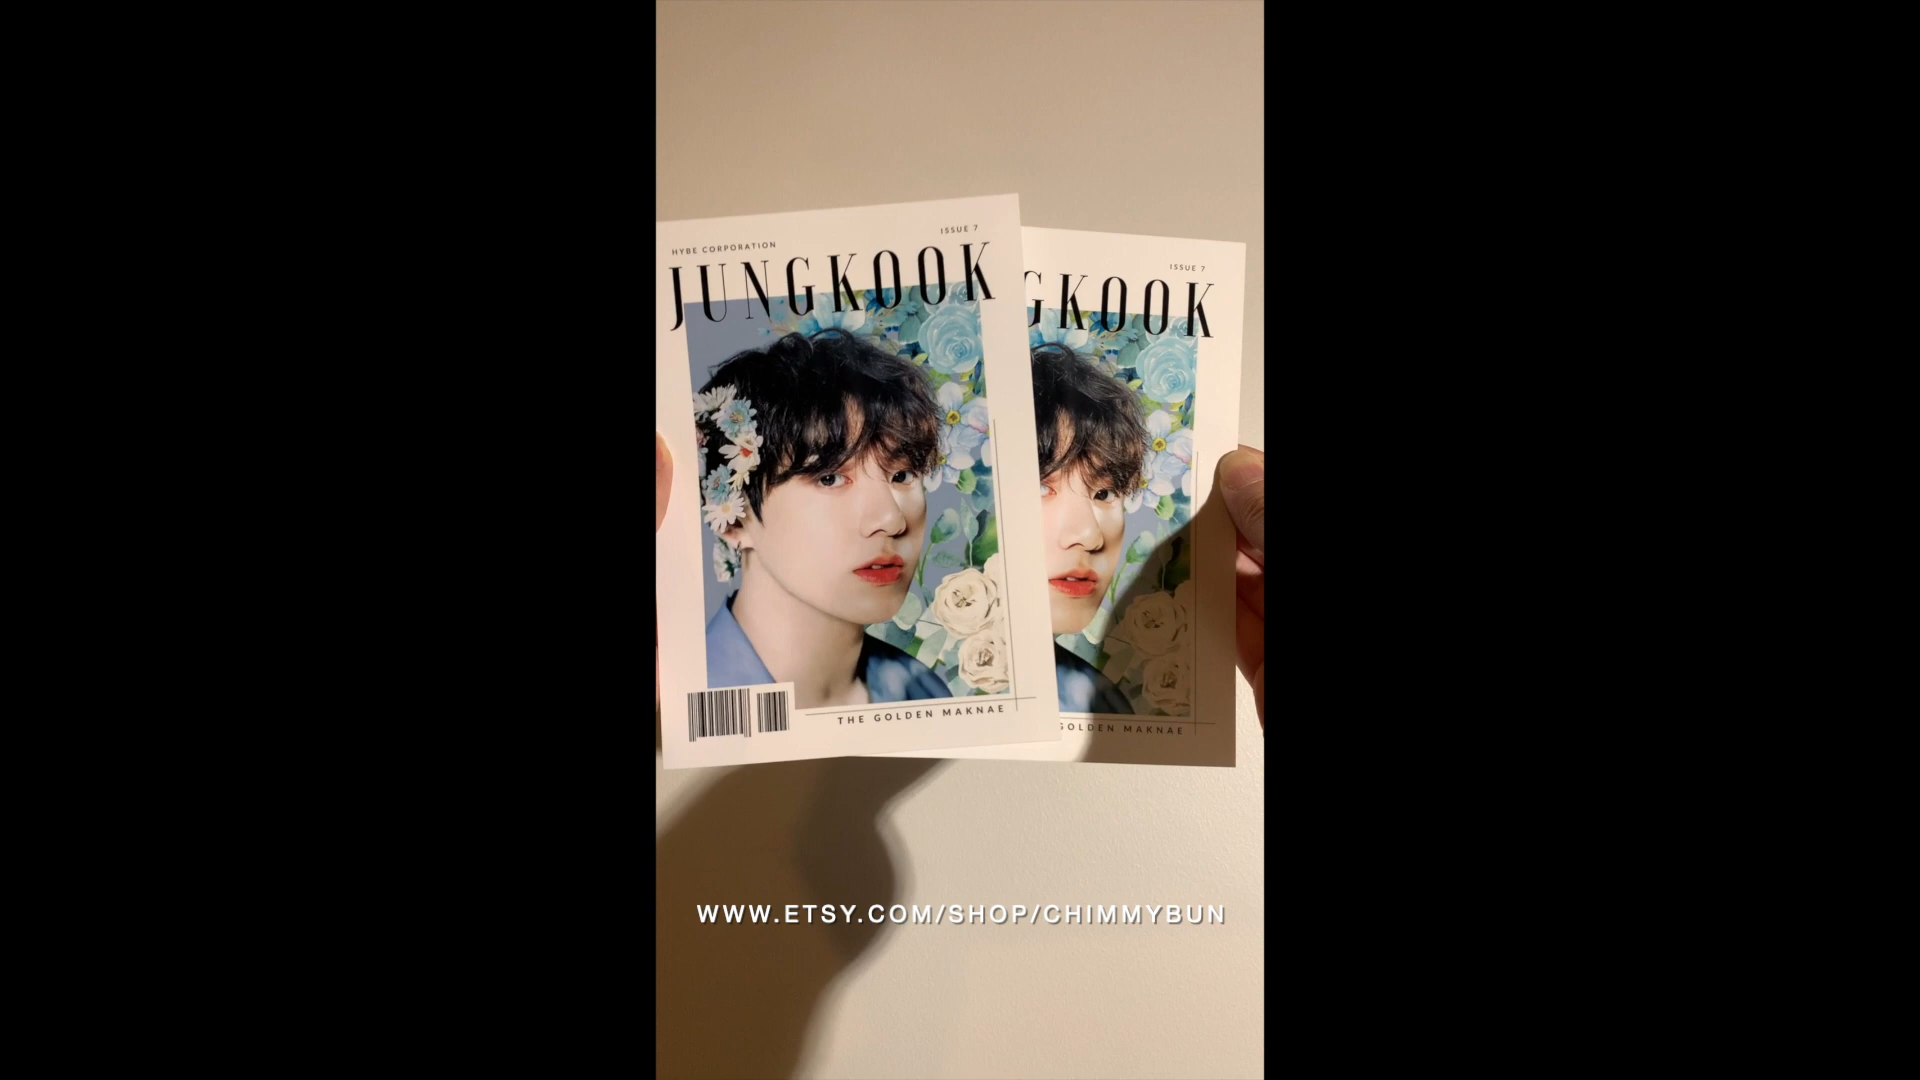 HYBE CORPORATION
ISSUE 7
JUNGKOOK
THE GOLDEN MAKNAE
ISSUE 7
GKOOK
GOLDEN MAKNAE
WWW.ETSY.COM/SHOP/CHIMMYBUN